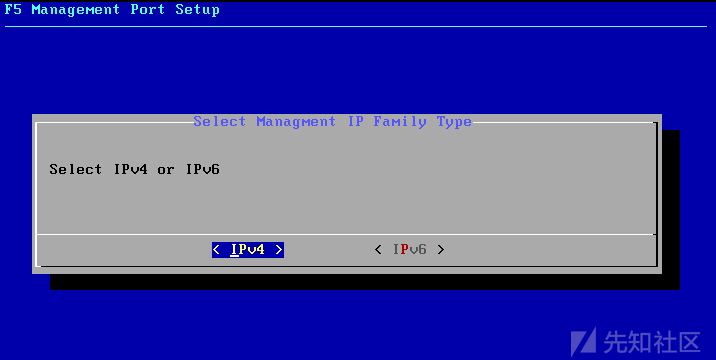 F5 Management Port Setup
Select Managment IP Family Type
Select IPv4 or IPv6
< IPv4 > < IPv6 >
先知社区